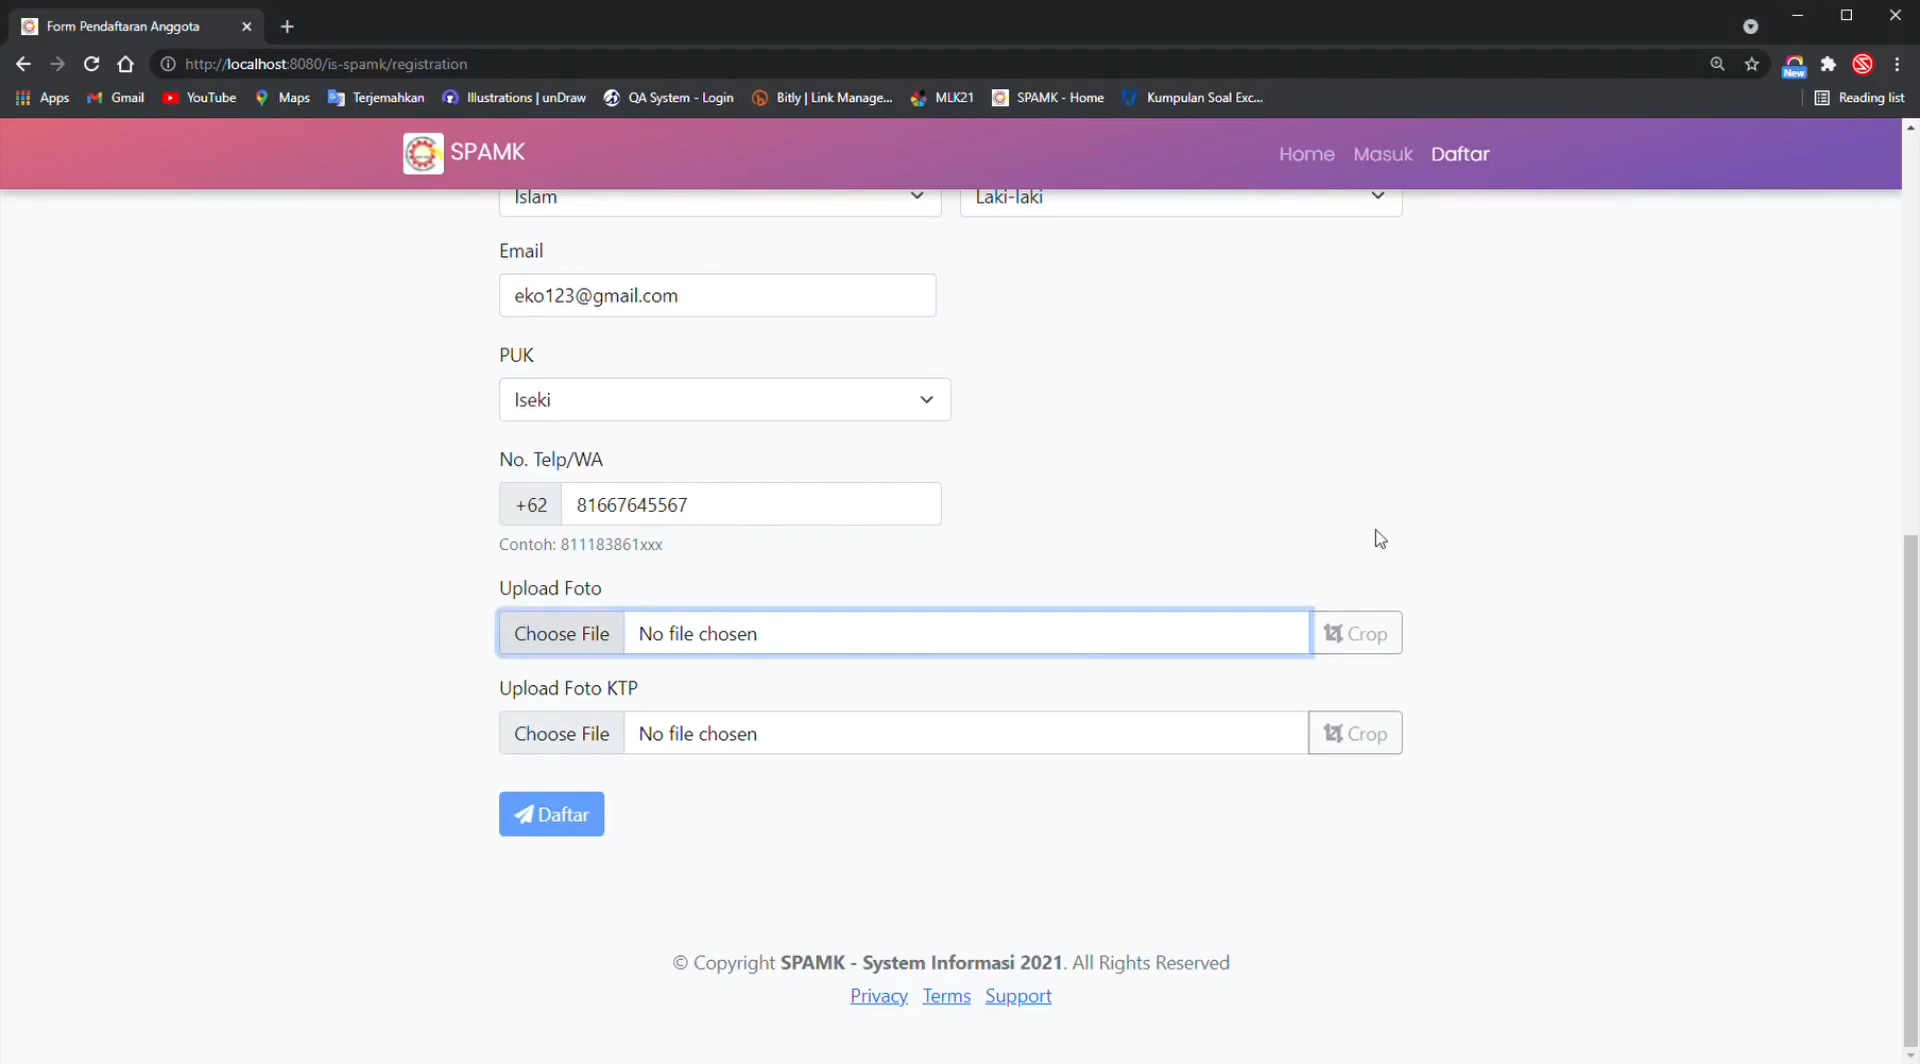 Form Pendaftaran Anggota
http://localhost:8080/is-spamk/registration
New
Apps
Gmail
YouTube
Maps
Terjemahkan
Illustrations | unDraw
QA System - Login
Bitly | Link Manage...
MLK21
SPAMK - Home
Kumpulan Soal Exc...
Reading list
SPAMK
Home
Masuk
Daftar
Islam
Laki-laki
Email
eko123@gmail.com
PUK
Iseki
No. Telp/WA
+62
81667645567
Contoh: 811183861xxx
Upload Foto
Choose File
No file chosen
Crop
Upload Foto KTP
Choose File
No file chosen
Crop
Daftar
© Copyright SPAMK - System Informasi 2021. All Rights Reserved
Privacy Terms Support